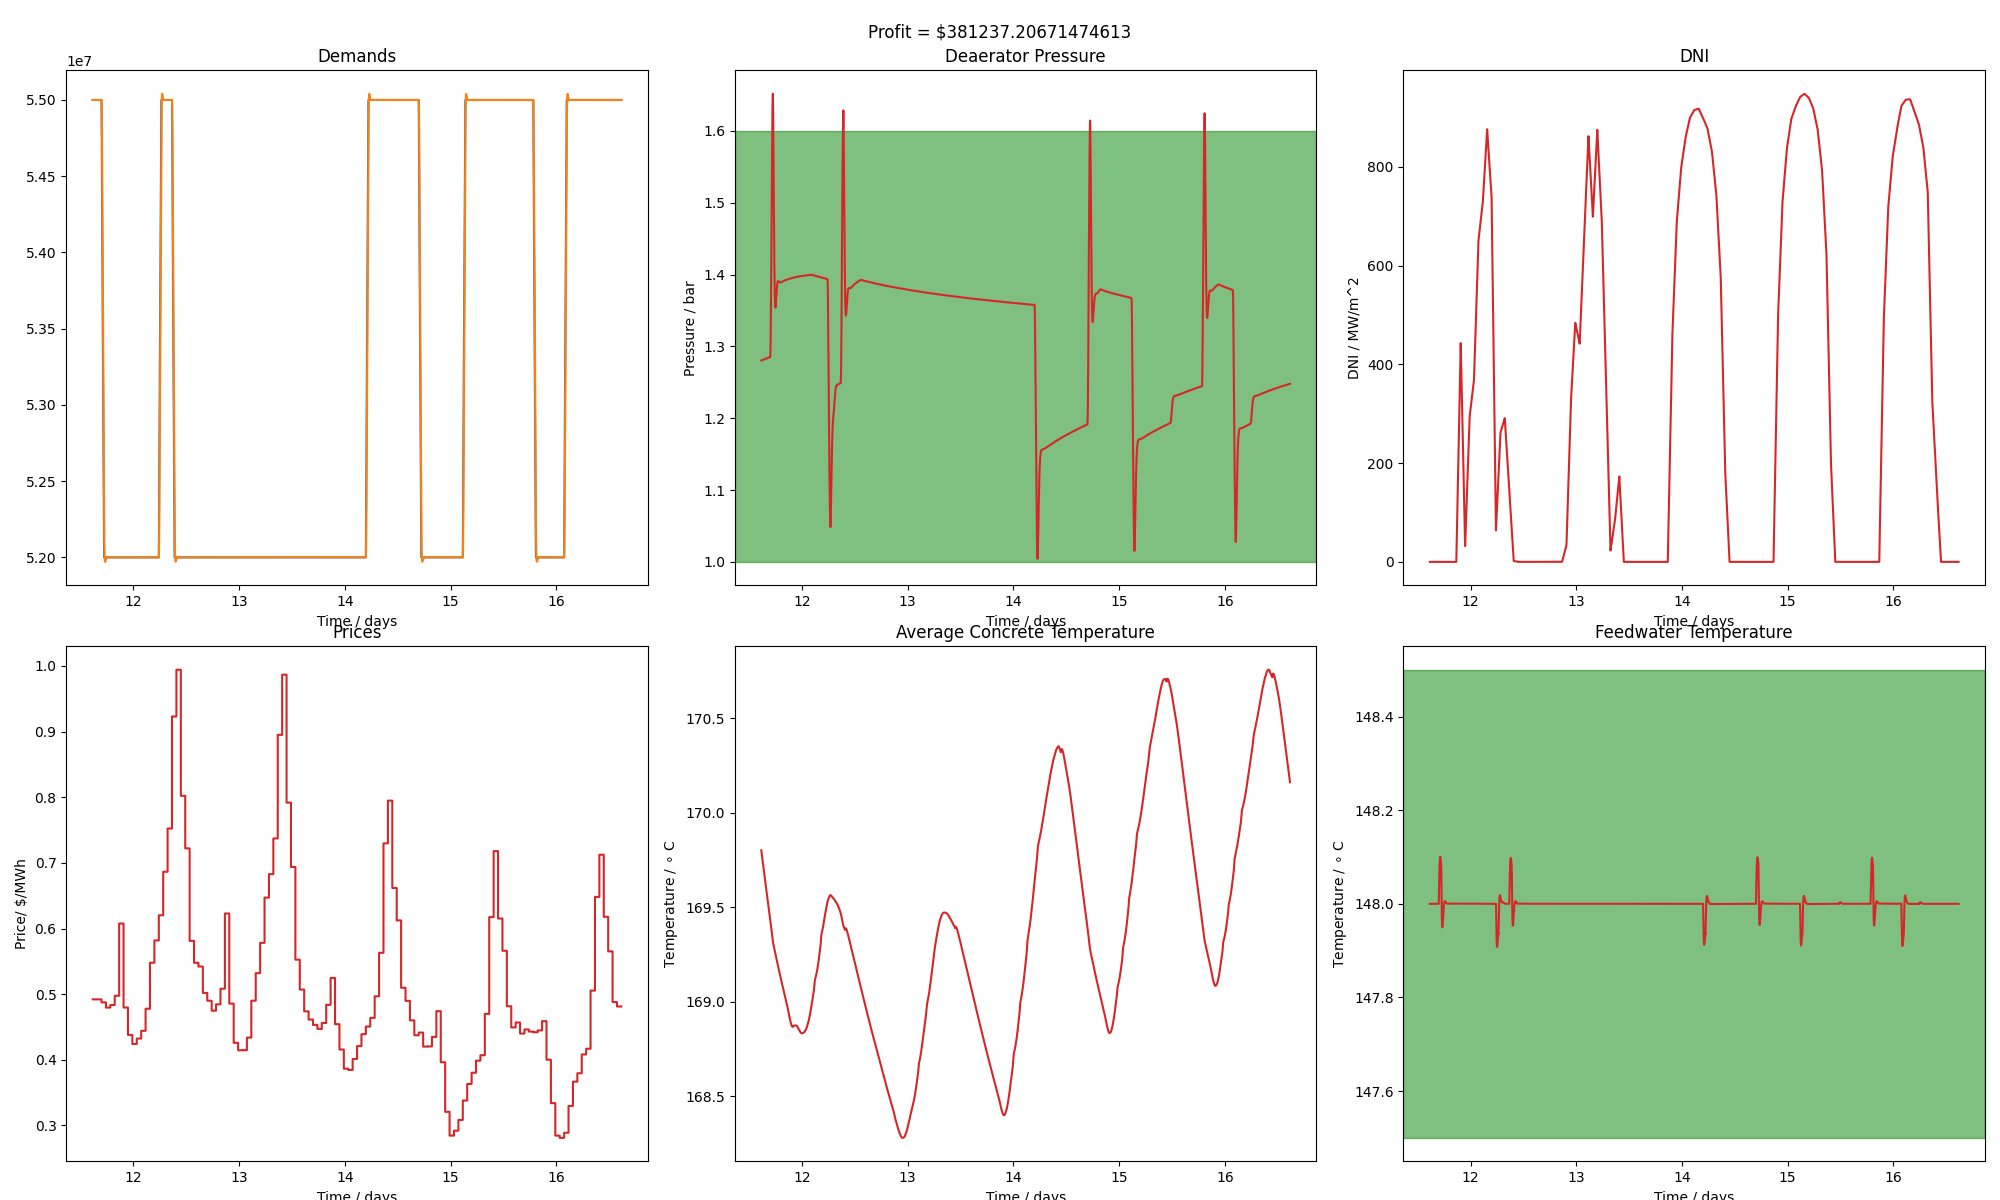 Profit = $381237.20671474613
Demands
1e7
5.50
5.45
5.40
5.35
5.30
5.25
5.20
12 13 14 15 16
Time / days
Deaerator Pressure
Pressure / bar
1.6
1.5
1.4
1.3
1.2
1.1
1.0
12 13 14 15 16
Time / days
DNI
DNI / MW/m^2
800
600
400
200
0
12 13 14 15 16
Time / days
Prices
Price/ $/MWh
1.0
0.9
0.8
0.7
0.6
0.5
0.4
0.3
12 13 14 15 16
Time / days
Average Concrete Temperature
Temperature / ∘ C
170.5
170.0
169.5
169.0
168.5
12 13 14 15 16
Time / days
Feedwater Temperature
Temperature / ∘ C
148.4
148.2
148.0
147.8
147.6
12 13 14 15 16
Time / days